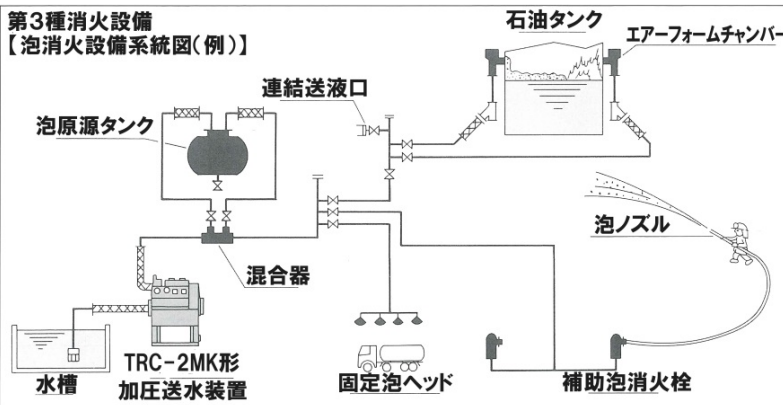 第3種消火設備
【泡消火設備系統図(例)】
石油タンク
エアーフォームチャンバー
連結送液口
泡原源タンク
泡ノズル
混合器
水槽
TRC-2MK形
加圧送水装置
固定泡ヘッド
補助泡消火栓